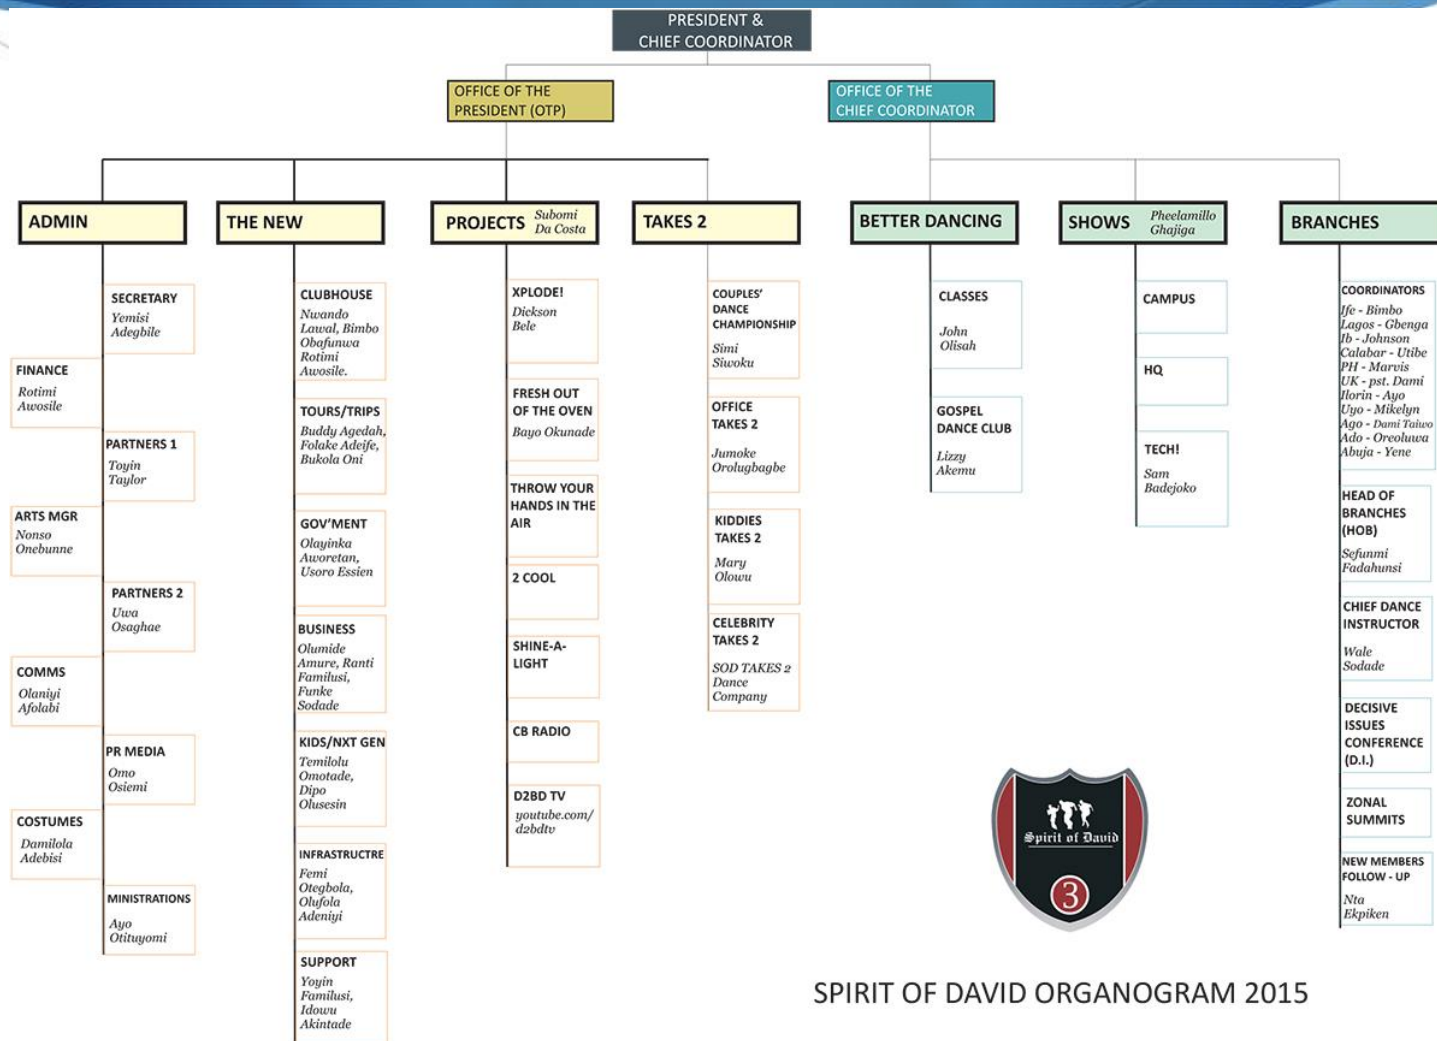 PRESIDENT &
CHIEF COORDINATOR
OFFICE OF THE
PRESIDENT (OTP)
OFFICE OF THE
CHIEF COORDINATOR
ADMIN
SECRETARY
Yemisi
Adegbile
FINANCE
Rotimi
Awosile
PARTNERS 1
Toyin
Taylor
ARTS MGR
Nonso
Onebunne
PARTNERS 2
Uwa
Osaghae
COMMS
Olaniyi
Afolabi
PR MEDIA
Omo
Osiemi
COSTUMES
Damilola
Adebisi
MINISTRATIONS
Ayo
Otituyomi
THE NEW
CLUBHOUSE
Nwando
Lawal, Bimbo
Obafunwa
Rotimi
Awosile.
TOURS/TRIPS
Buddy Agedah,
Folake Adeife,
Bukola Oni
GOV'MENT
Olayinka
Aworetan,
Usoro Essien
BUSINESS
Olumide
Amure, Ranti
Familusi,
Funke
Sodade
KIDS/NXT GEN
Temilolu
Omotade,
Dipo
Olusesin
INFRASTRUCTRE
Femi
Otegbola,
Olufola
Adeniyi
SUPPORT
Yoyin
Familusi,
Idowu
Akintade
PROJECTS
Subomi
Da Costa
XPLODE!
Dickson
Bele
FRESH OUT
OF THE OVEN
Bayo Okunade
THROW YOUR
HANDS IN THE
AIR
2 COOL
SHINE-A-
LIGHT
CB RADIO
D2BD TV
youtube.com/
d2bdtv
TAKES 2
COUPLES'
DANCE
CHAMPIONSHIP
Simi
Siwoku
OFFICE
TAKES 2
Jumoke
Orolugbagbe
KIDDIES
TAKES 2
Mary
Olowu
CELEBRITY
TAKES 2
SOD TAKES 2
Dance
Company
BETTER DANCING
CLASSES
John
Olisah
GOSPEL
DANCE CLUB
Lizzy
Akemu
SHOWS
Pheelamillo
Ghajiga
CAMPUS
HQ
TECH!
Sam
Badejoko
BRANCHES
COORDINATORS
Ife - Bimbo
Lagos - Gbenga
Ib - Johnson
Calabar - Utibe
PH - Marvis
UK - pst. Dami
Ilorin - Ayo
Uyo - Mikelyn
Ago - Dami Taiwo
Ado - Oreoluwa
Abuja - Yene
HEAD OF
BRANCHES
(HOB)
Sefunmi
Fadahunsi
CHIEF DANCE
INSTRUCTOR
Wale
Sodade
DECISIVE
ISSUES
CONFERENCE
(D.I.)
ZONAL
SUMMITS
NEW MEMBERS
FOLLOW - UP
Nta
Ekpiken
Spirit of David
3
SPIRIT OF DAVID ORGANOGRAM 2015